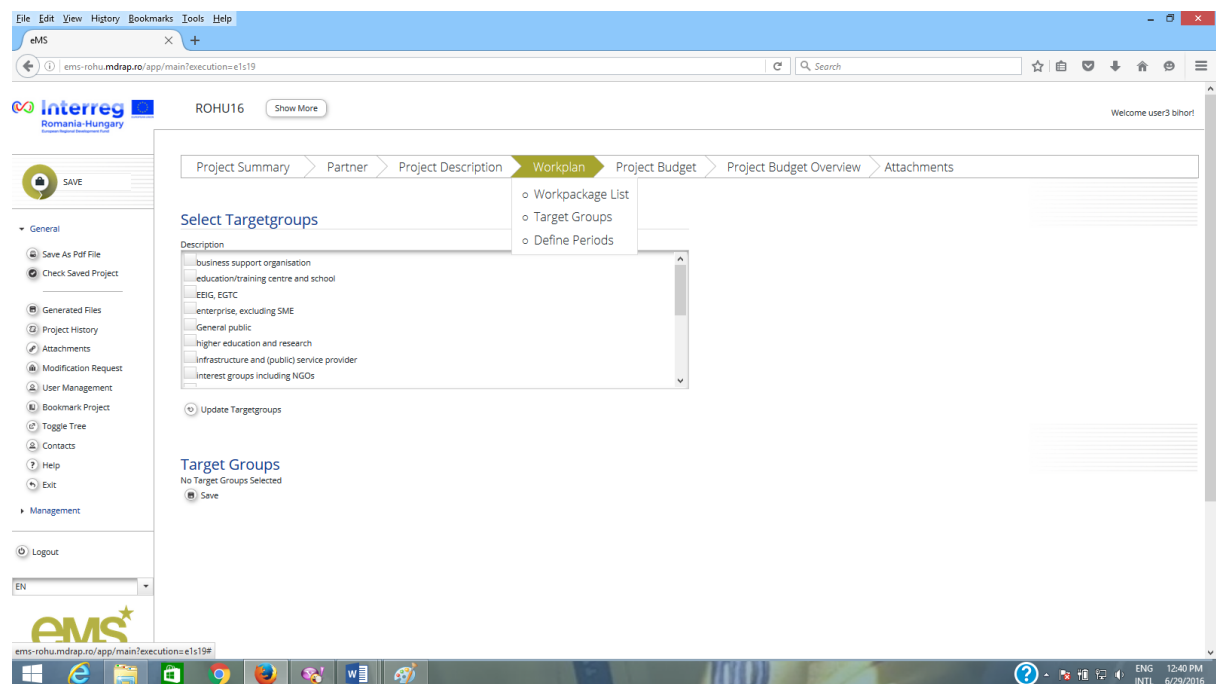 File Edit View History Bookmarks Tools Help
eMS
ems-rohu.mdrap.ro/app/main?execution=e1s19
Search
Interreg
Romania-Hungary
European Regional Development Fund
ROHU16
Show More
Welcome user3 bihor!
SAVE
Project Summary Partner Project Description Workplan Project Budget Project Budget Overview Attachments
Workpackage List
Target Groups
Define Periods
General
Save As Pdf File
Check Saved Project
Generated Files
Project History
Attachments
Modification Request
User Management
Bookmark Project
Toggle Tree
Contacts
Help
Exit
Management
Logout
EN
eMS
Select Targetgroups
Description
business support organisation
education/training centre and school
EEIG, EGTC
enterprise, excluding SME
General public
higher education and research
infrastructure and (public) service provider
interest groups including NGOs
Update Targetgroups
Target Groups
No Target Groups Selected
Save
ems-rohu.mdrap.ro/app/main?execution=e1s19#
ENG 12:40 PM
INTL 6/29/2016